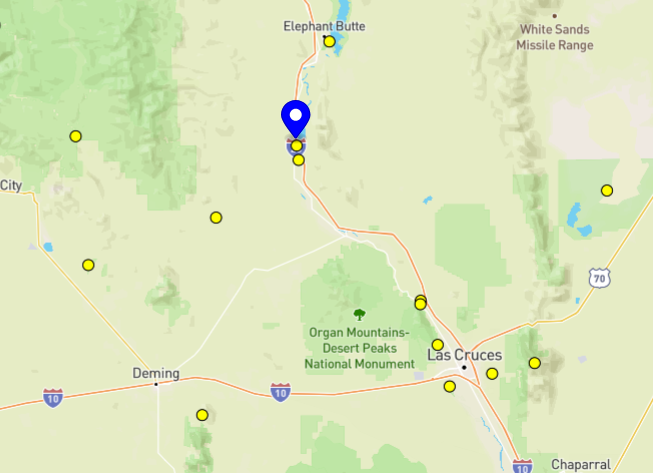 Elephant Butte
White Sands
Missile Range
City
70
Organ Mountains-
Desert Peaks
National Monument
Las Cruces
Deming
10
10
10
Chaparral